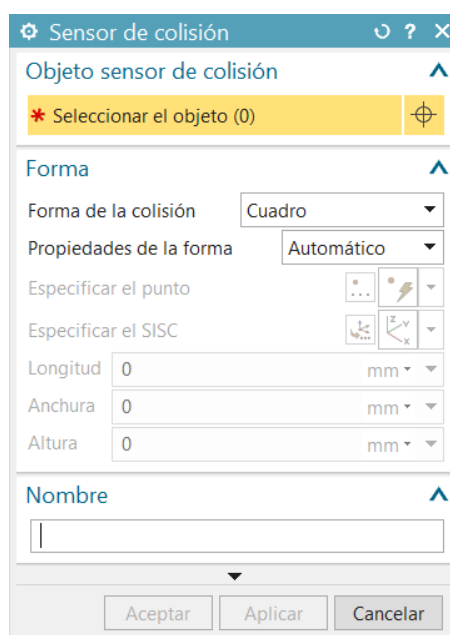 Sensor de colisión ?
Objeto sensor de colisión
* Seleccionar el objeto (0)
Forma
Forma de la colisión Cuadro
Propiedades de la forma Automático
Especificar el punto
Especificar el SISC Z Y X
Longitud 0 mm
Anchura 0 mm
Altura 0 mm
Nombre
Aceptar Aplicar Cancelar